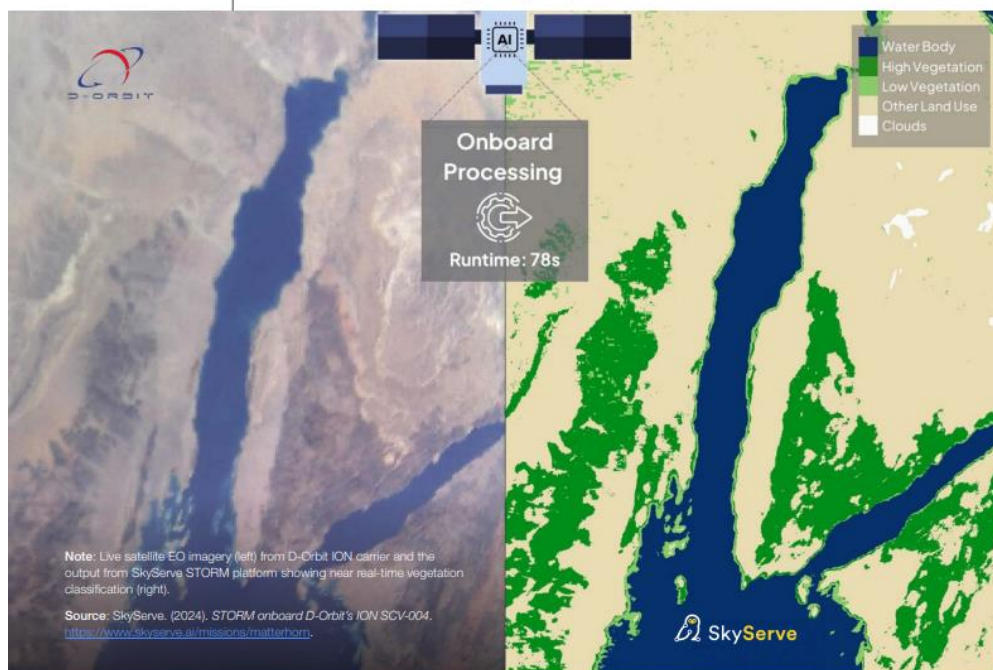 D-ORBIT
AI
Onboard
Processing
Runtime: 78s
Water Body
High Vegetation
Low Vegetation
Other Land Use
Clouds
Note: Live satellite EO imagery (left) from D-Orbit ION carrier and the
output from SkyServe STORM platform showing near real-time vegetation
classification (right).
Source: SkyServe. (2024). STORM onboard D-Orbit's ION SCV-004.
https://www.skyserve.ai/missions/matterhorn.
SkyServe